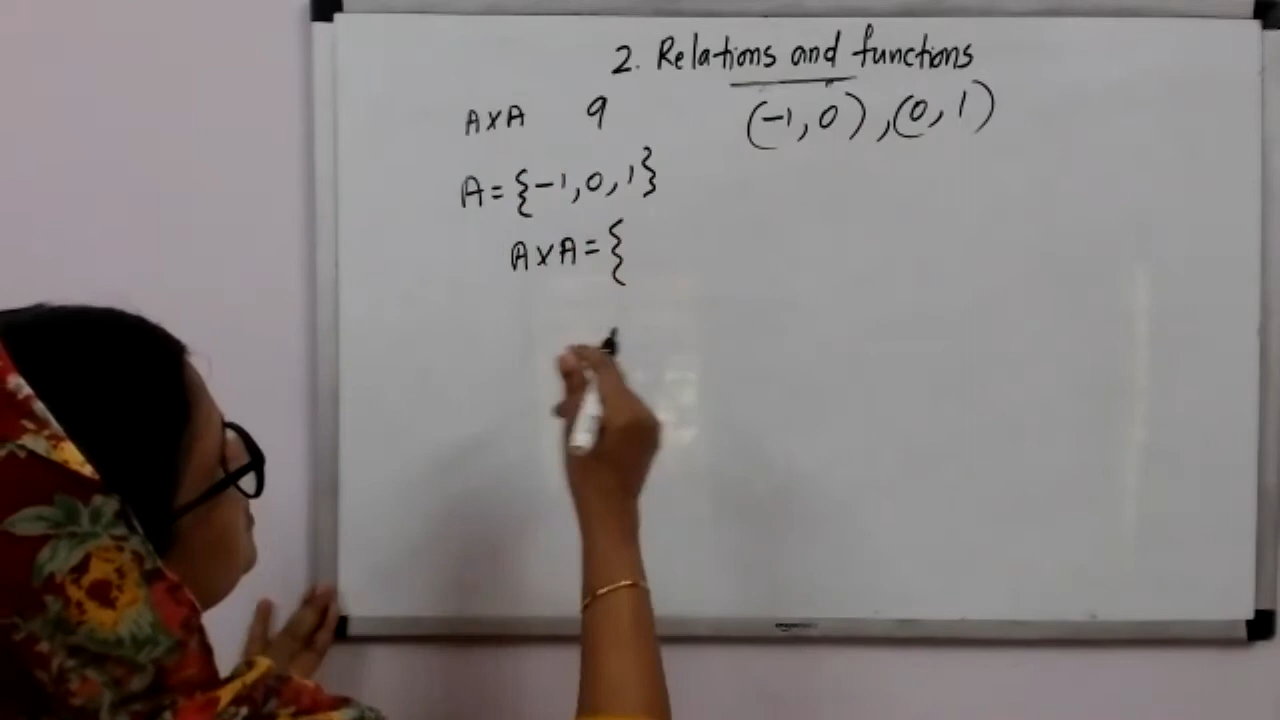 2. Relations and functions
A×A 9 (-1, 0), (0, 1)
A = {-1, 0, 1}
A×A = {